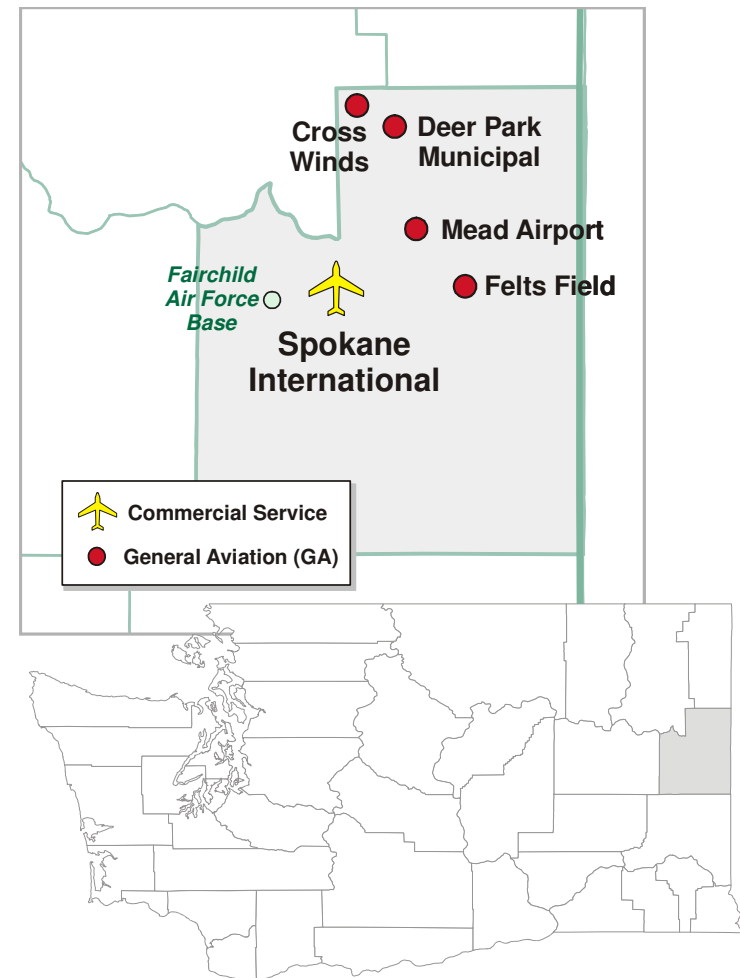 Cross
Winds
Deer Park
Municipal
Mead Airport
Felts Field
Fairchild
Air Force
Base
Spokane
International
Commercial Service
General Aviation (GA)